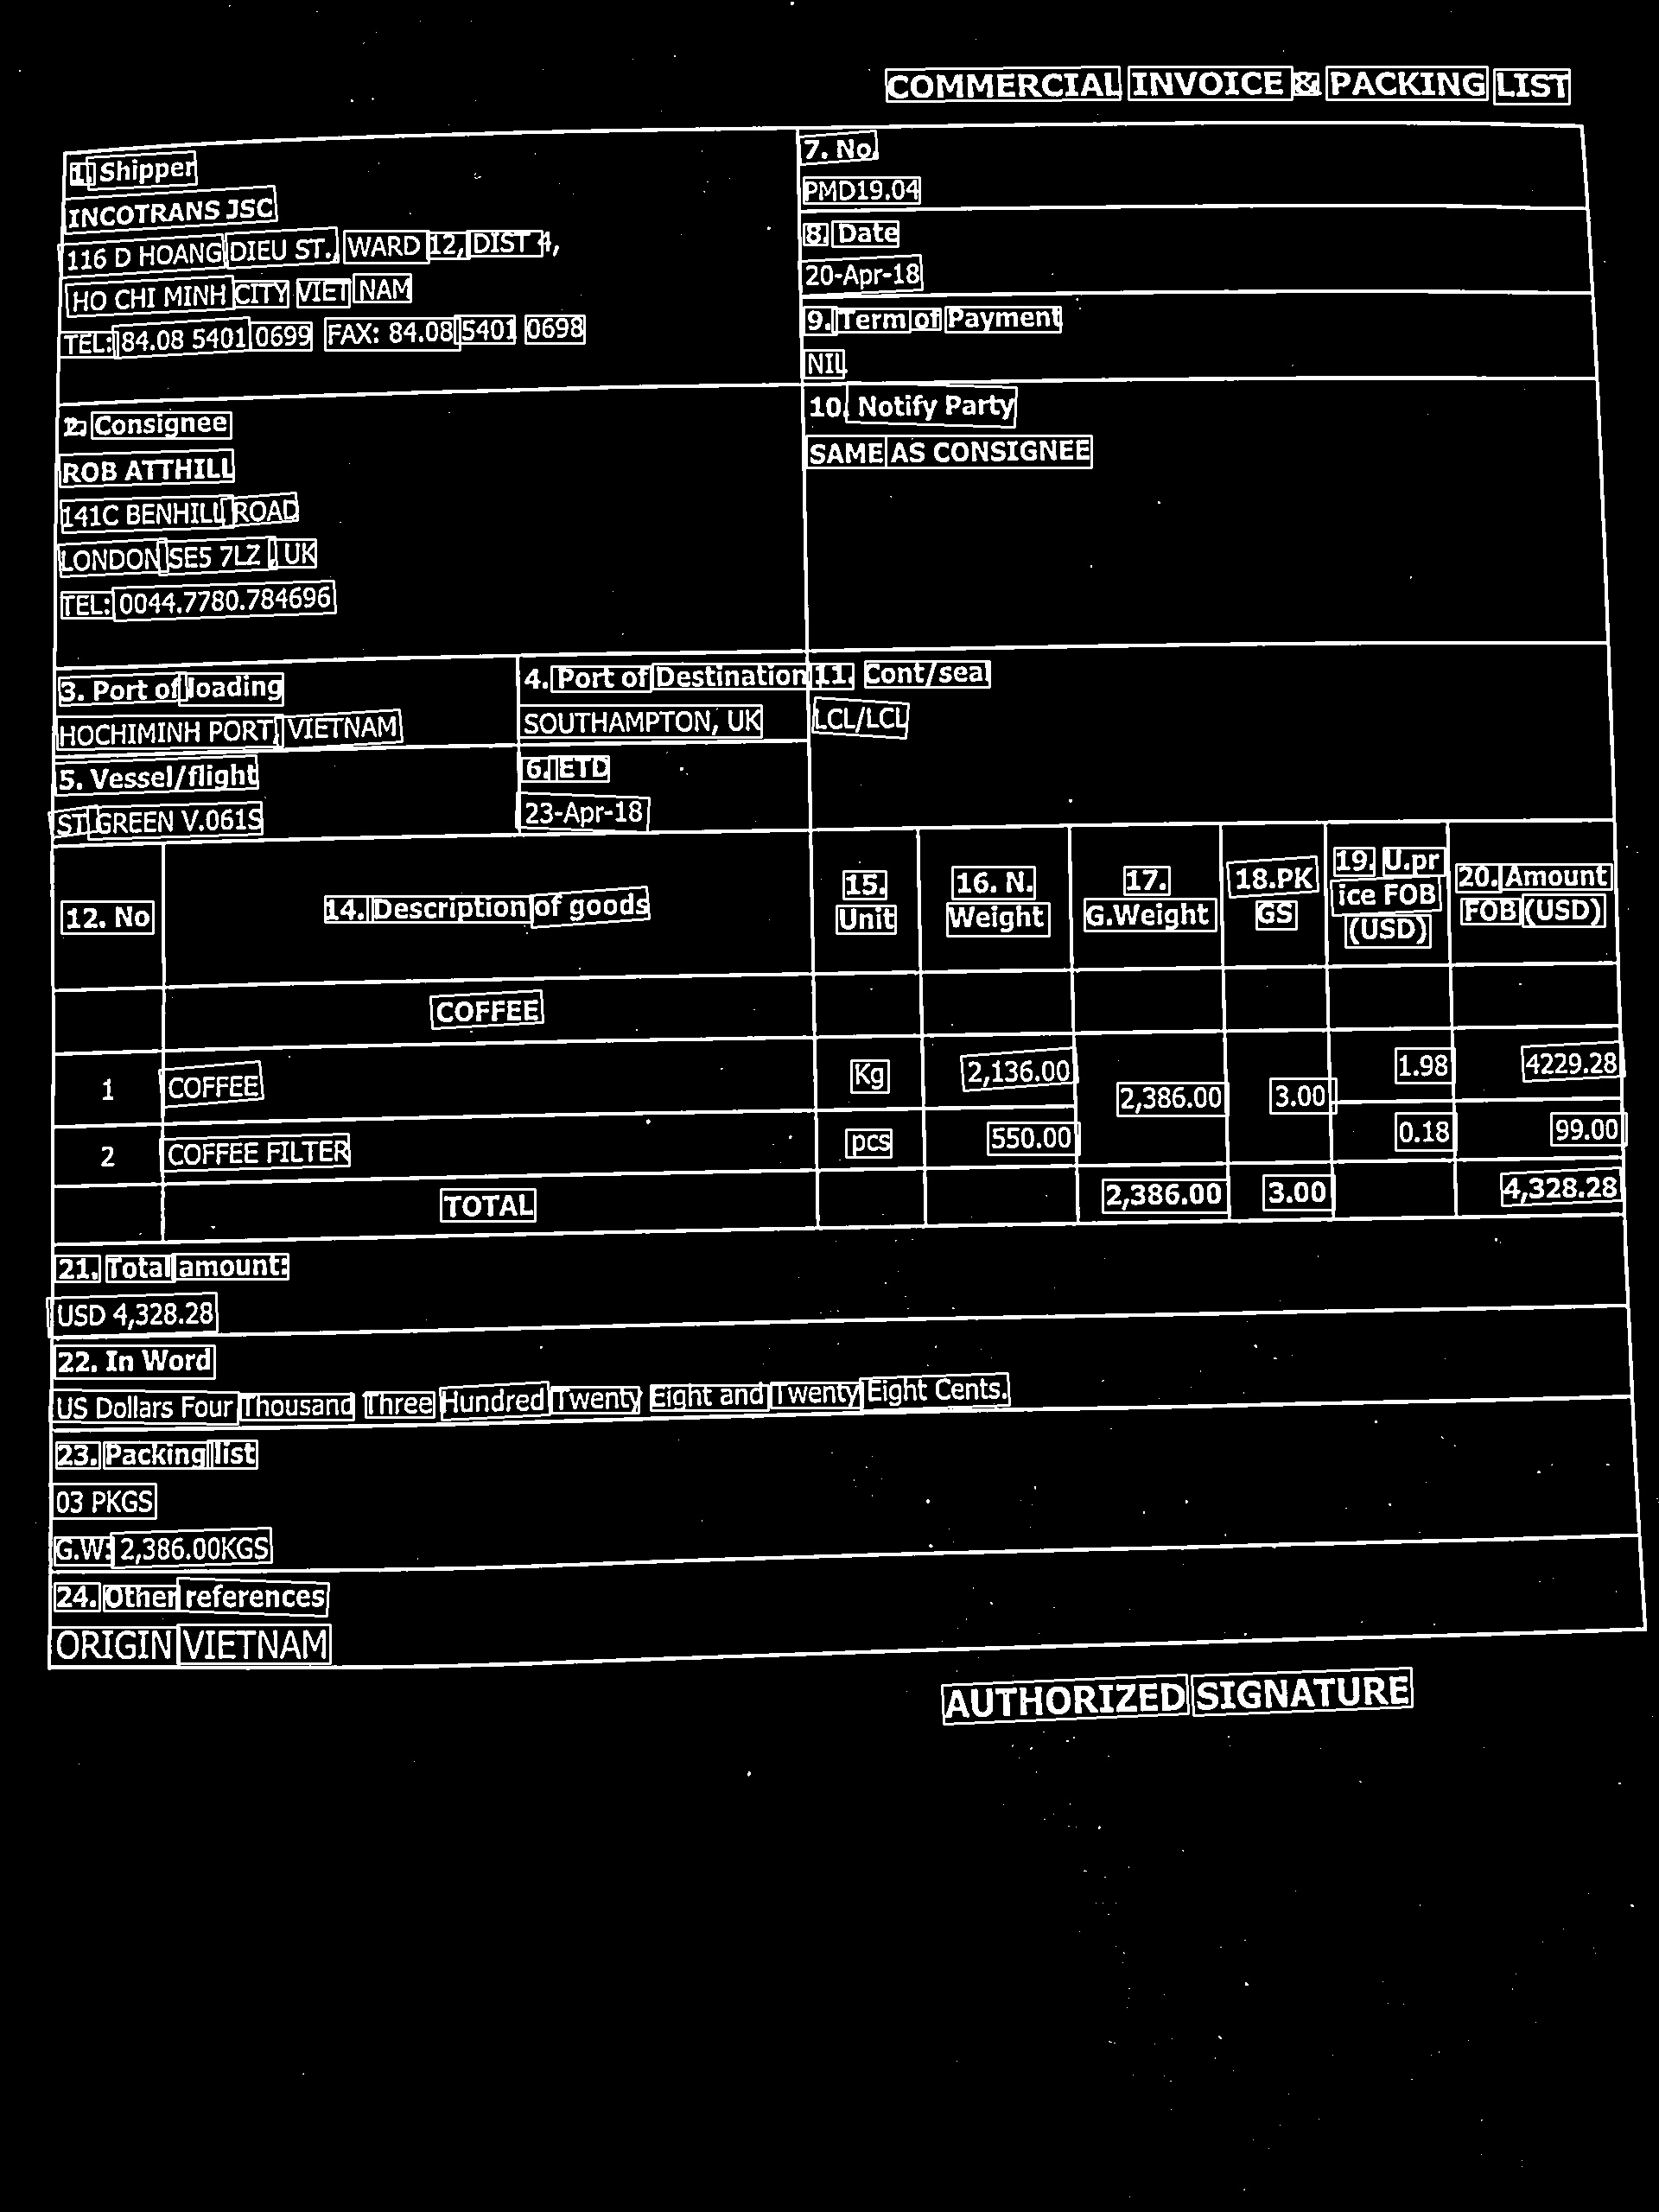 COMMERCIAL INVOICE & PACKING LIST
1. Shipper
INCOTRANS JSC
116 D HOANG DIEU ST., WARD 12, DIST 4,
HO CHI MINH CITY VIET NAM
TEL: 84.08 5401 0699 FAX: 84.08 5401 0698
7. No.
PMD19.04
8. Date
20-Apr-18
9. Term of Payment
NIL
2. Consignee
ROB ATTHILL
141C BENHILL ROAD
LONDON SE5 7LZ , UK
TEL: 0044.7780.784696
10. Notify Party
SAME AS CONSIGNEE
3. Port of loading
HOCHIMINH PORT, VIETNAM
4. Port of Destination
SOUTHAMPTON, UK
11. Cont/seal
LCL/LCL
5. Vessel/flight
ST GREEN V.061S
6. ETD
23-Apr-18
12. No 14. Description of goods 15. Unit 16. N. Weight 17. G.Weight 18.PK GS 19. U.pr ice FOB (USD) 20. Amount FOB (USD)
COFFEE
1 COFFEE Kg 2,136.00 2,386.00 3.00 1.98 4229.28
2 COFFEE FILTER pcs 550.00 0.18 99.00
TOTAL 2,386.00 3.00 4,328.28
21. Total amount:
USD 4,328.28
22. In Word
US Dollars Four Thousand Three Hundred Twenty Eight and Twenty Eight Cents.
23. Packing list
03 PKGS
G.W: 2,386.00KGS
24. Other references
ORIGIN VIETNAM
AUTHORIZED SIGNATURE